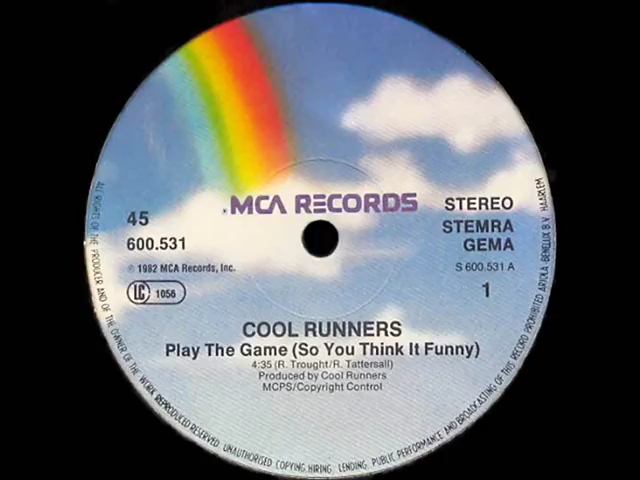 MCA RECORDS
45
600.531
℗ 1982 MCA Records, Inc.
LC 1056
STEREO
STEMRA
GEMA
S 600.531 A
1
COOL RUNNERS
Play The Game (So You Think It Funny)
4:35 (R. Trought/R. Tattersall)
Produced by Cool Runners
MCPS/Copyright Control
ALL RIGHTS OF THE PRODUCER AND OF THE OWNER OF THE WORK REPRODUCED RESERVED UNAUTHORISED COPYING HIRING, LENDING, PUBLIC PERFORMANCE AND BROADCASTING OF THIS RECORD PROHIBITED ARIOLA-BENELUX B.V. HAARLEM